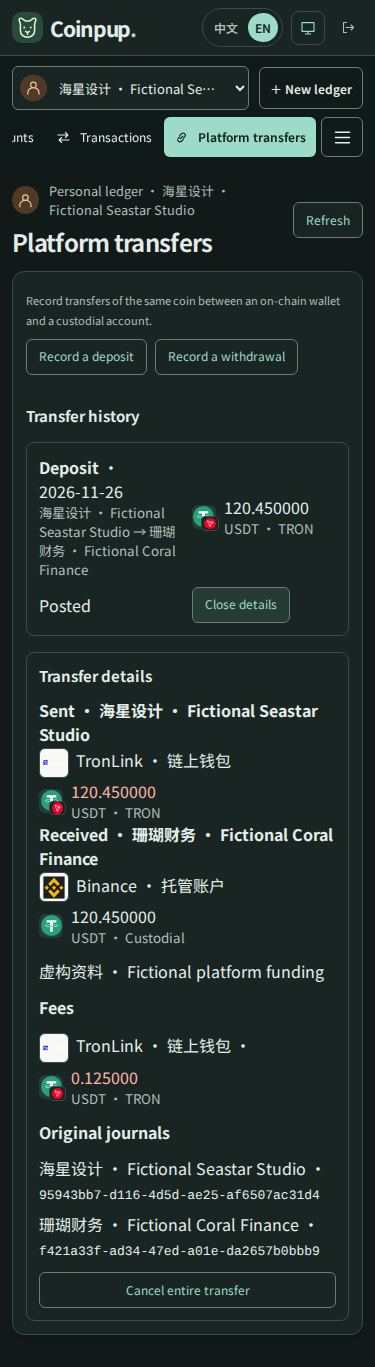 Coinpup.
中文
EN
海星设计 · Fictional Se···
+ New ledger
unts
Transactions
Platform transfers
Personal ledger · 海星设计 ·
Fictional Seastar Studio
Platform transfers
Refresh
Record transfers of the same coin between an on-chain wallet
and a custodial account.
Record a deposit
Record a withdrawal
Transfer history
Deposit ·
2026-11-26
海星设计 · Fictional
Seastar Studio → 珊瑚
财务 · Fictional Coral
Finance
120.450000
USDT · TRON
Posted
Close details
Transfer details
Sent · 海星设计 · Fictional Seastar
Studio
TronLink · 链上钱包
120.450000
USDT · TRON
Received · 珊瑚财务 · Fictional Coral
Finance
Binance · 托管账户
120.450000
USDT · Custodial
虚构资料 · Fictional platform funding
Fees
TronLink · 链上钱包 ·
0.125000
USDT · TRON
Original journals
海星设计 · Fictional Seastar Studio ·
95943bb7-d116-4d5d-ae25-af6507ac31d4
珊瑚财务 · Fictional Coral Finance ·
f421a33f-ad34-47ed-a01e-da2657b0bbb9
Cancel entire transfer